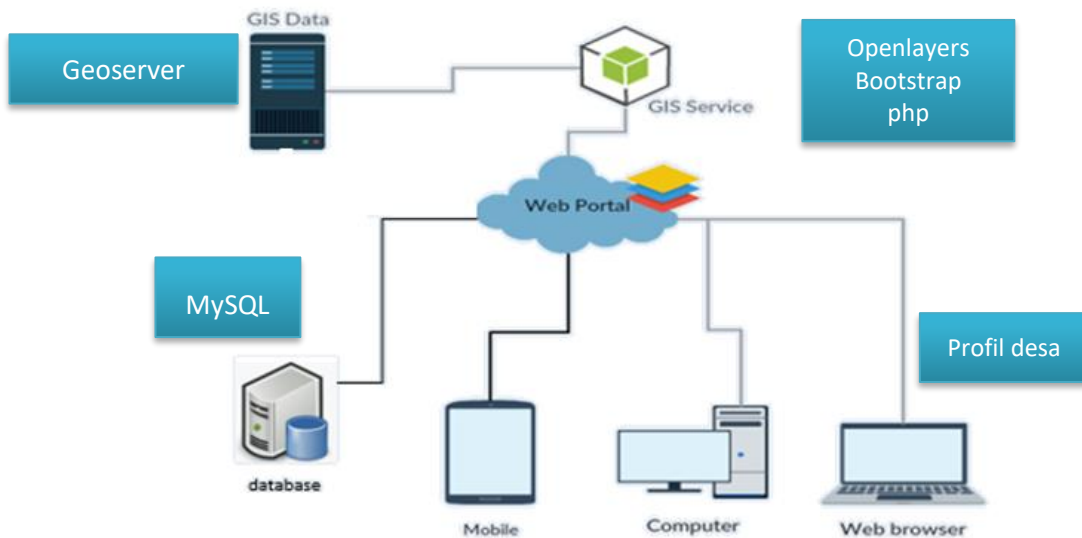 GIS Data
Geoserver
GIS Service
Openlayers
Bootstrap
php
Web Portal
MySQL
Profil desa
database
Mobile
Computer
Web browser